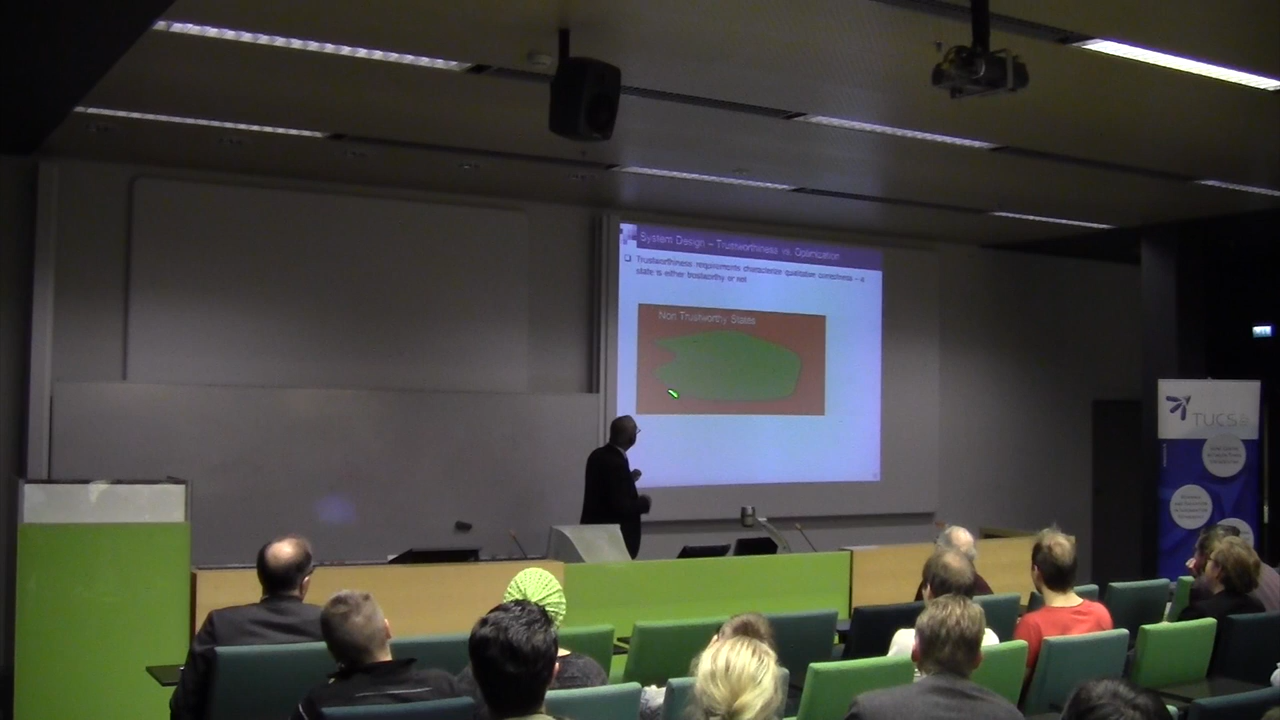 System Design – Trustworthiness vs. Optimization
Trustworthiness requirements characterize qualitative correctness – a
state is either trustworthy or not
Non Trustworthy States
TUCS